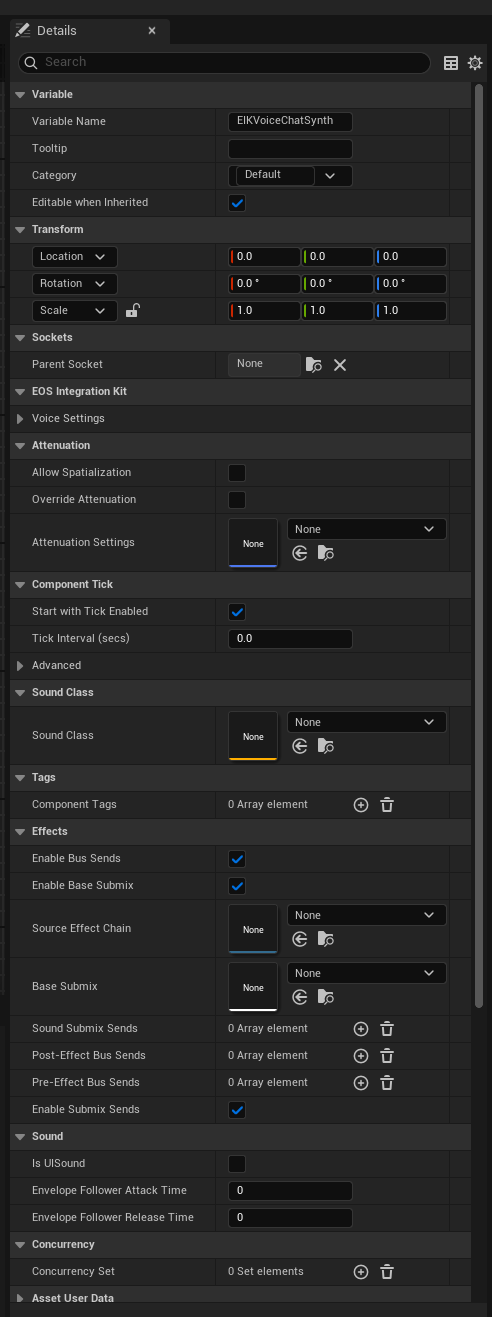 Details
Search
Variable
Variable Name EIKVoiceChatSynth
Tooltip
Category Default
Editable when Inherited
Transform
Location 0.0 0.0 0.0
Rotation 0.0 ° 0.0 ° 0.0 °
Scale 1.0 1.0 1.0
Sockets
Parent Socket None
EOS Integration Kit
Voice Settings
Attenuation
Allow Spatialization
Override Attenuation
None
Attenuation Settings None
Component Tick
Start with Tick Enabled
Tick Interval (secs) 0.0
Advanced
Sound Class
None
Sound Class None
Tags
Component Tags 0 Array element
Effects
Enable Bus Sends
Enable Base Submix
None
Source Effect Chain None
None
Base Submix None
Sound Submix Sends 0 Array element
Post-Effect Bus Sends 0 Array element
Pre-Effect Bus Sends 0 Array element
Enable Submix Sends
Sound
Is UISound
Envelope Follower Attack Time 0
Envelope Follower Release Time 0
Concurrency
Concurrency Set 0 Set elements
Asset User Data